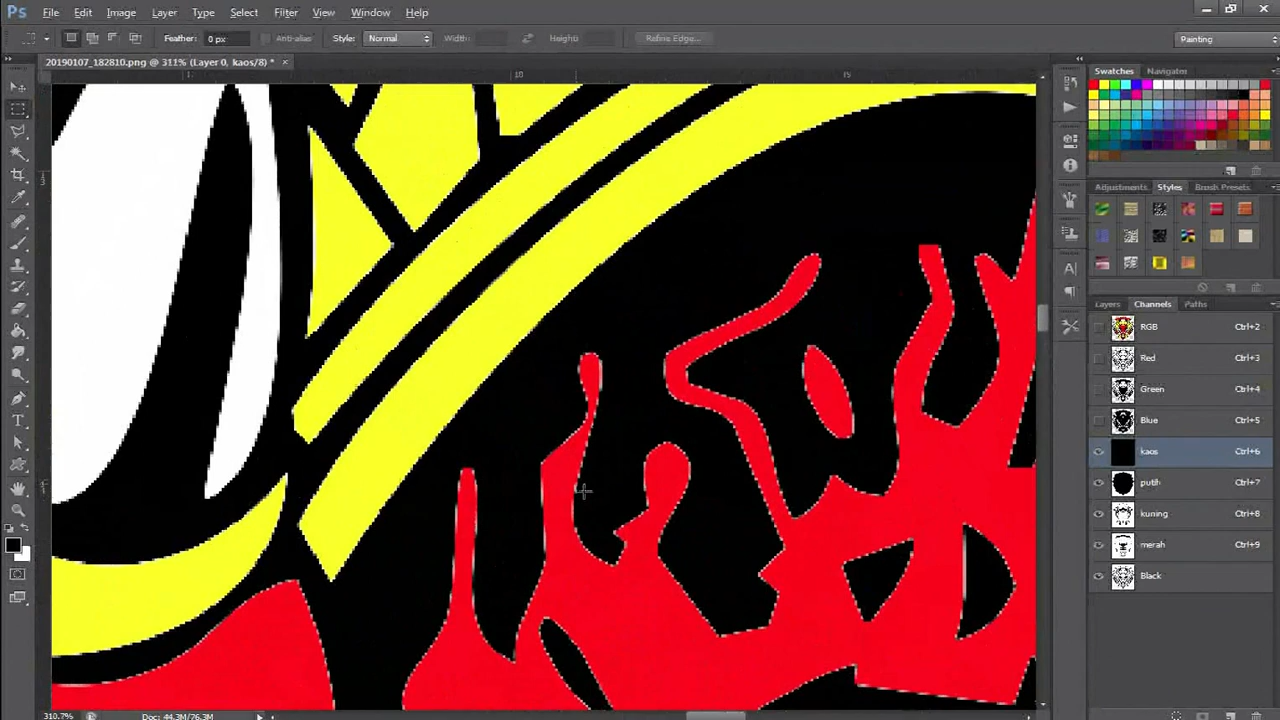 Ps File Edit Image Layer Type Select Filter View Window Help
Feather: 0 px Anti-alias Style: Normal Width: Height: Refine Edge... Painting
20190107_182810.png @ 311% (Layer 0, kaos/8) * ×
10 15
Swatches Navigator
Adjustments Styles Brush Presets
Layers Channels Paths
RGB Ctrl+2
Red Ctrl+3
Green Ctrl+4
Blue Ctrl+5
kaos Ctrl+6
putih Ctrl+7
kuning Ctrl+8
merah Ctrl+9
Black
310.7% Doc: 44.3M/76.3M